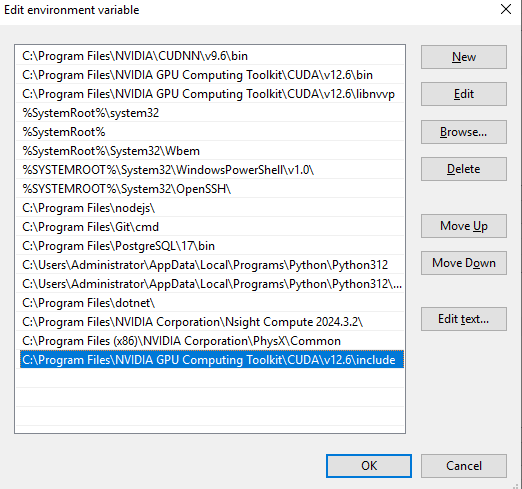 Edit environment variable
C:\Program Files\NVIDIA\CUDNN\v9.6\bin
C:\Program Files\NVIDIA GPU Computing Toolkit\CUDA\v12.6\bin
C:\Program Files\NVIDIA GPU Computing Toolkit\CUDA\v12.6\libnvvp
%SystemRoot%\system32
%SystemRoot%
%SystemRoot%\System32\Wbem
%SYSTEMROOT%\System32\WindowsPowerShell\v1.0\
%SYSTEMROOT%\System32\OpenSSH\
C:\Program Files\nodejs\
C:\Program Files\Git\cmd
C:\Program Files\PostgreSQL\17\bin
C:\Users\Administrator\AppData\Local\Programs\Python\Python312
C:\Users\Administrator\AppData\Local\Programs\Python\Python312\...
C:\Program Files\dotnet\
C:\Program Files\NVIDIA Corporation\Nsight Compute 2024.3.2\
C:\Program Files (x86)\NVIDIA Corporation\PhysX\Common
C:\Program Files\NVIDIA GPU Computing Toolkit\CUDA\v12.6\include
New
Edit
Browse...
Delete
Move Up
Move Down
Edit text...
OK
Cancel